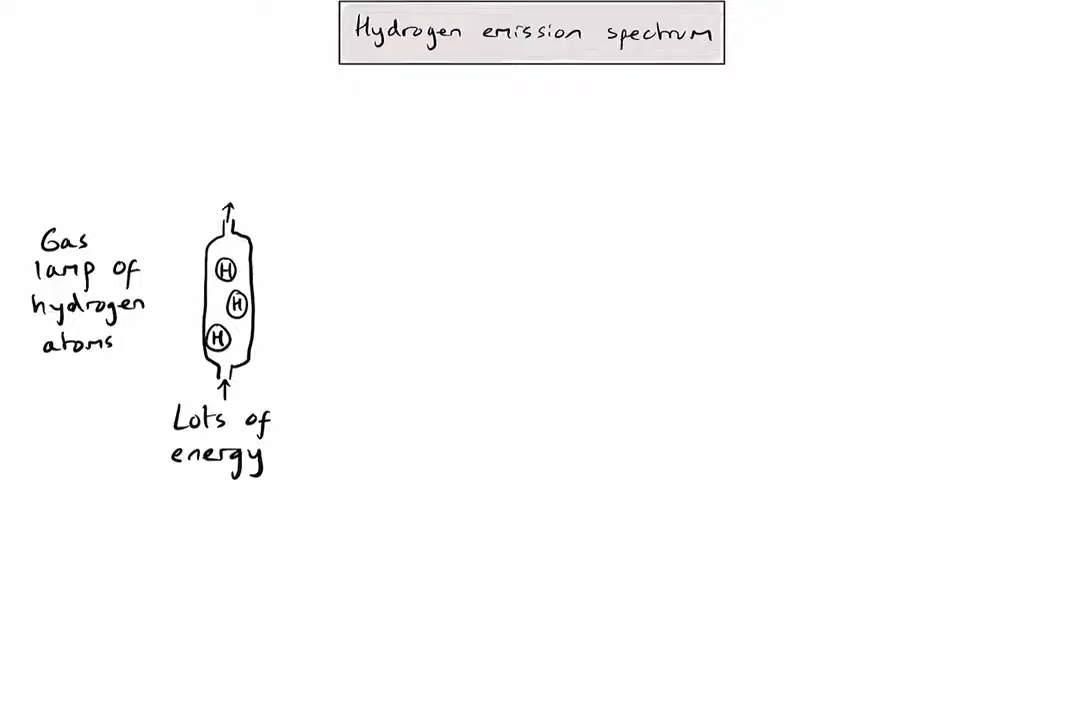 Hydrogen emission spectrum
Gas
lamp of
hydrogen
atoms
H
H
H
Lots of
energy